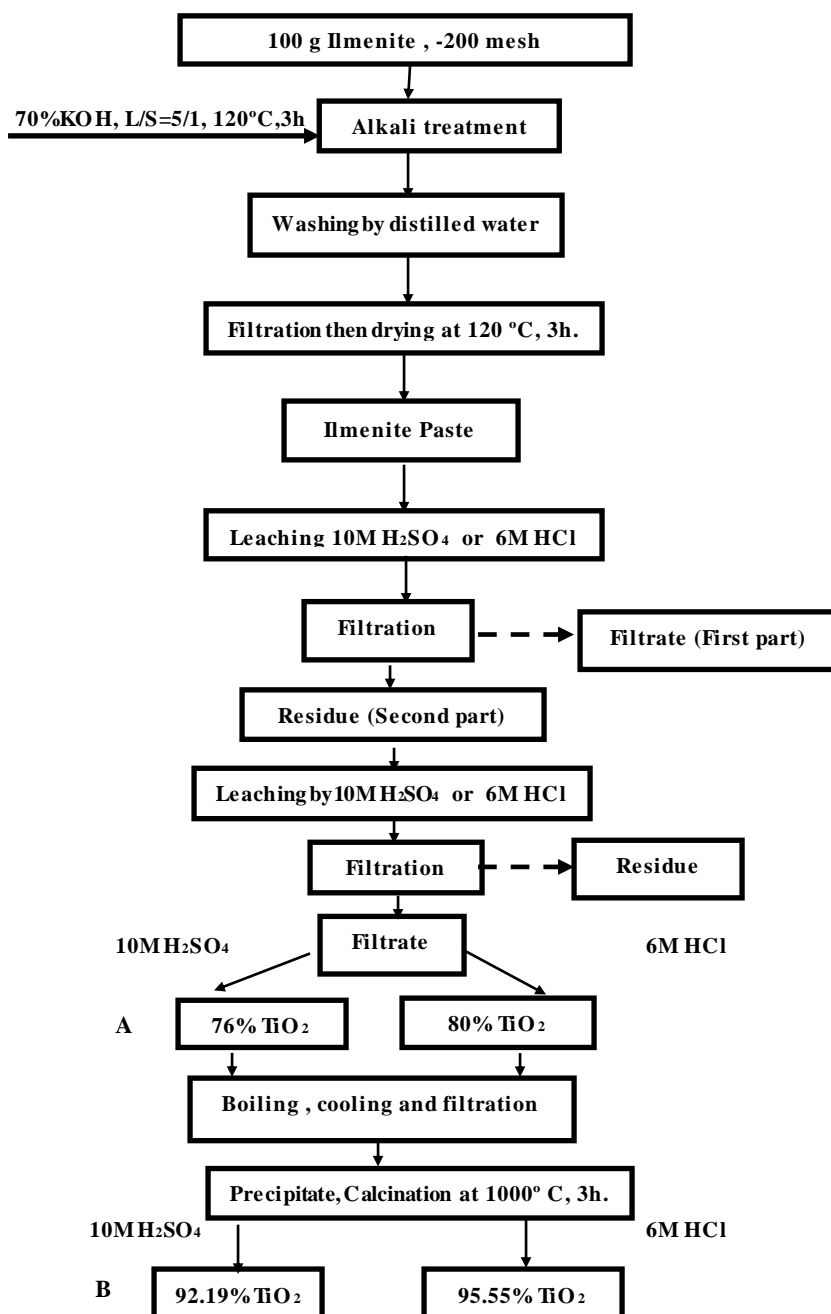 100 g Ilmenite , -200 mesh
70%KOH, L/S=5/1, 120ºC,3h
Alkali treatment
Washing by distilled water
Filtration then drying at 120 ºC, 3h.
Ilmenite Paste
Leaching 10M H₂SO₄ or 6M HCl
Filtration
Filtrate (First part)
Residue (Second part)
Leaching by 10M H₂SO₄ or 6M HCl
Filtration
Residue
10M H₂SO₄
Filtrate
6M HCl
A
76% TiO₂
80% TiO₂
Boiling , cooling and filtration
Precipitate, Calcination at 1000º C, 3h.
10M H₂SO₄
6M HCl
B
92.19% TiO₂
95.55% TiO₂